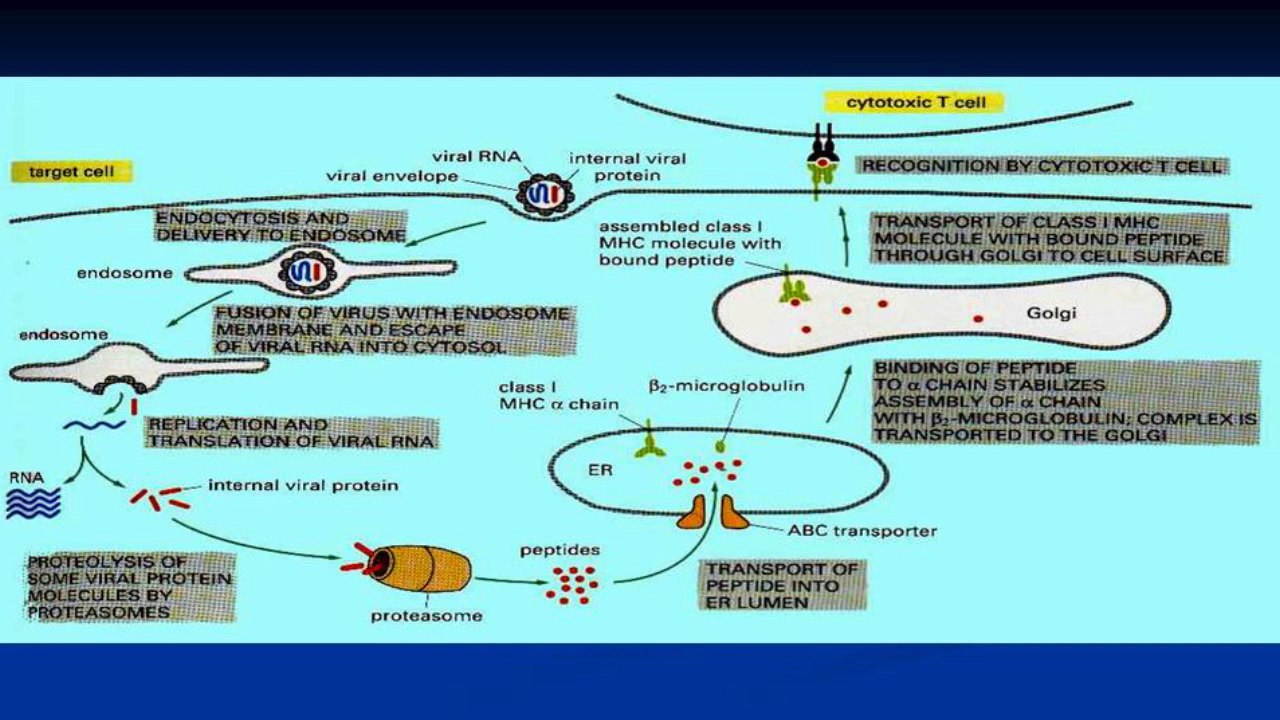 cytotoxic T cell
target cell
viral RNA
viral envelope
internal viral
protein
RECOGNITION BY CYTOTOXIC T CELL
ENDOCYTOSIS AND
DELIVERY TO ENDOSOME
assembled class I
MHC molecule with
bound peptide
TRANSPORT OF CLASS I MHC
MOLECULE WITH BOUND PEPTIDE
THROUGH GOLGI TO CELL SURFACE
endosome
FUSION OF VIRUS WITH ENDOSOME
MEMBRANE AND ESCAPE
OF VIRAL RNA INTO CYTOSOL
Golgi
endosome
class I
MHC α chain
β2-microglobulin
BINDING OF PEPTIDE
TO α CHAIN STABILIZES
ASSEMBLY OF α CHAIN
WITH β2-MICROGLOBULIN; COMPLEX IS
TRANSPORTED TO THE GOLGI
REPLICATION AND
TRANSLATION OF VIRAL RNA
ER
RNA
internal viral protein
ABC transporter
PROTEOLYSIS OF
SOME VIRAL PROTEIN
MOLECULES BY
PROTEASOMES
proteasome
peptides
TRANSPORT OF
PEPTIDE INTO
ER LUMEN